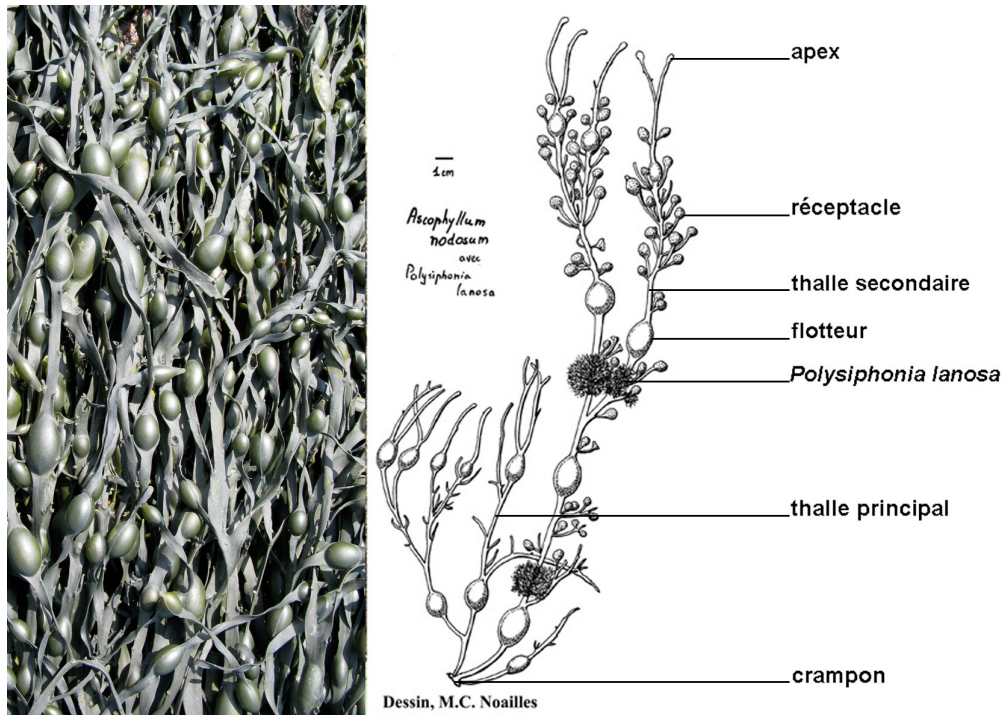 apex
1cm
Ascophyllum
nodosum
avec
Polysiphonia
lanosa
réceptacle
thalle secondaire
flotteur
Polysiphonia lanosa
thalle principal
crampon
Dessin, M.C. Noailles